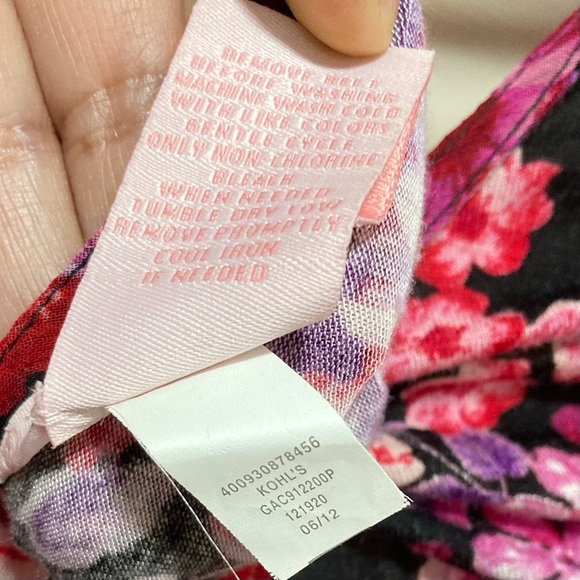 REMOVE BELT
BEFORE WASHING
MACHINE WASH COLD
WITH LIKE COLORS
GENTLE CYCLE
ONLY NON-CHLORINE
BLEACH
WHEN NEEDED
TUMBLE DRY LOW
REMOVE PROMPTLY
COOL IRON
IF NEEDED
400930878456
KOHL'S
GAC912200P
121920
06/12